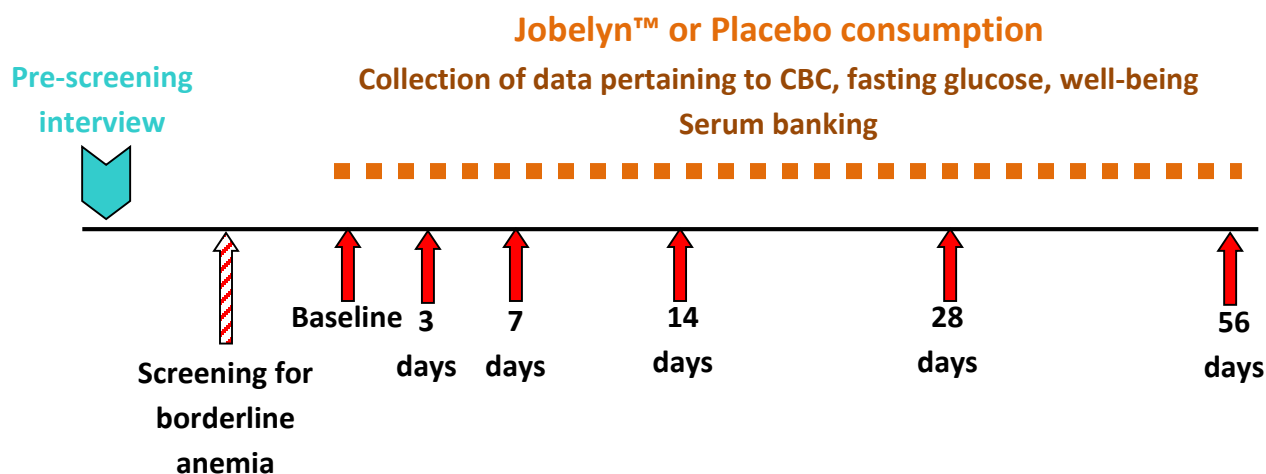 Jobelyn™ or Placebo consumption
Pre-screening
interview
Collection of data pertaining to CBC, fasting glucose, well-being
Serum banking
Baseline
3
days
7
days
14
days
28
days
56
days
Screening for
borderline
anemia